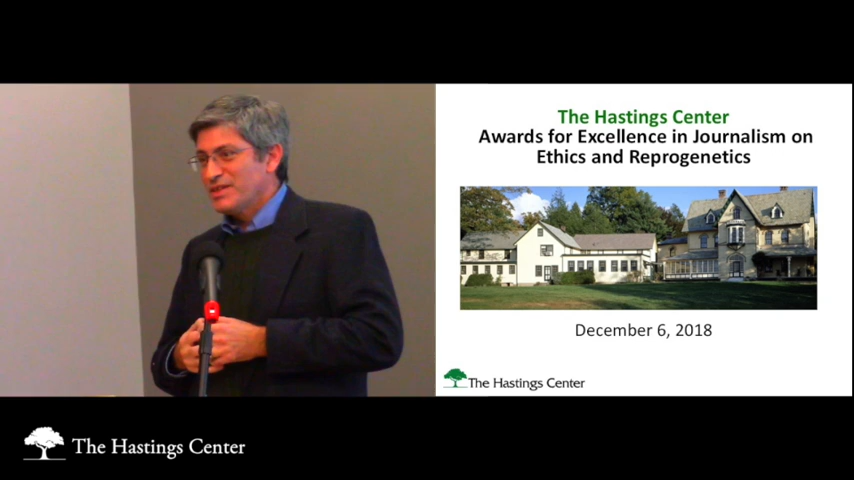 The Hastings Center
Awards for Excellence in Journalism on
Ethics and Reprogenetics
December 6, 2018
The Hastings Center
The Hastings Center